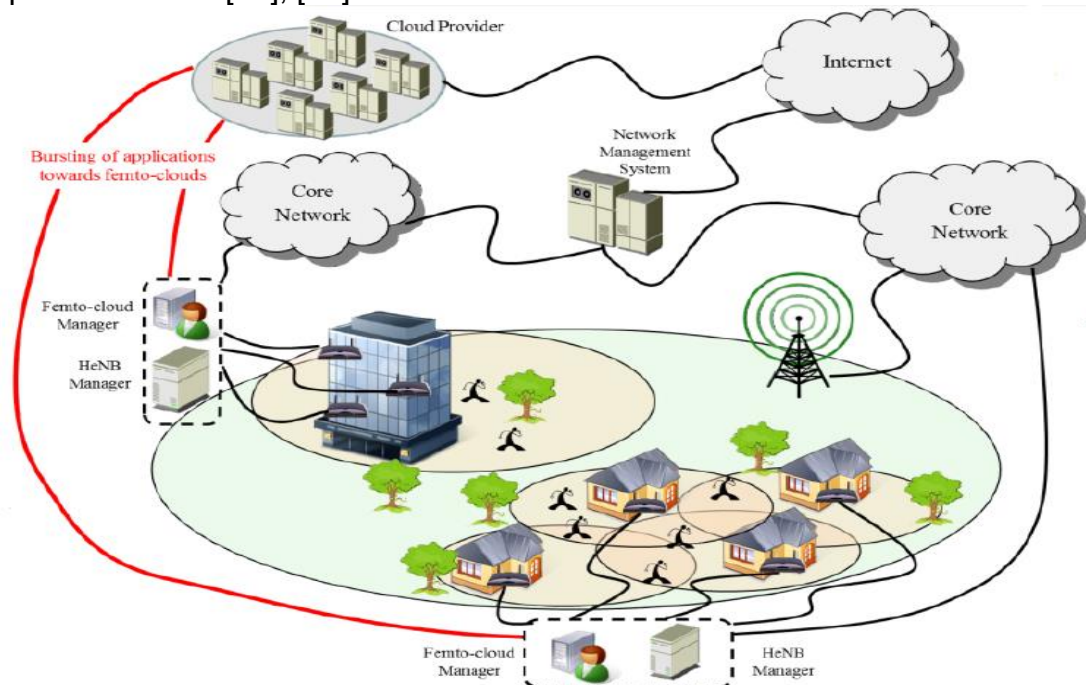 Cloud Provider
Internet
Network
Management
System
Bursting of applications
towards femto-clouds
Core
Network
Core
Network
Femto-cloud
Manager
HeNB
Manager
Femto-cloud
Manager
HeNB
Manager